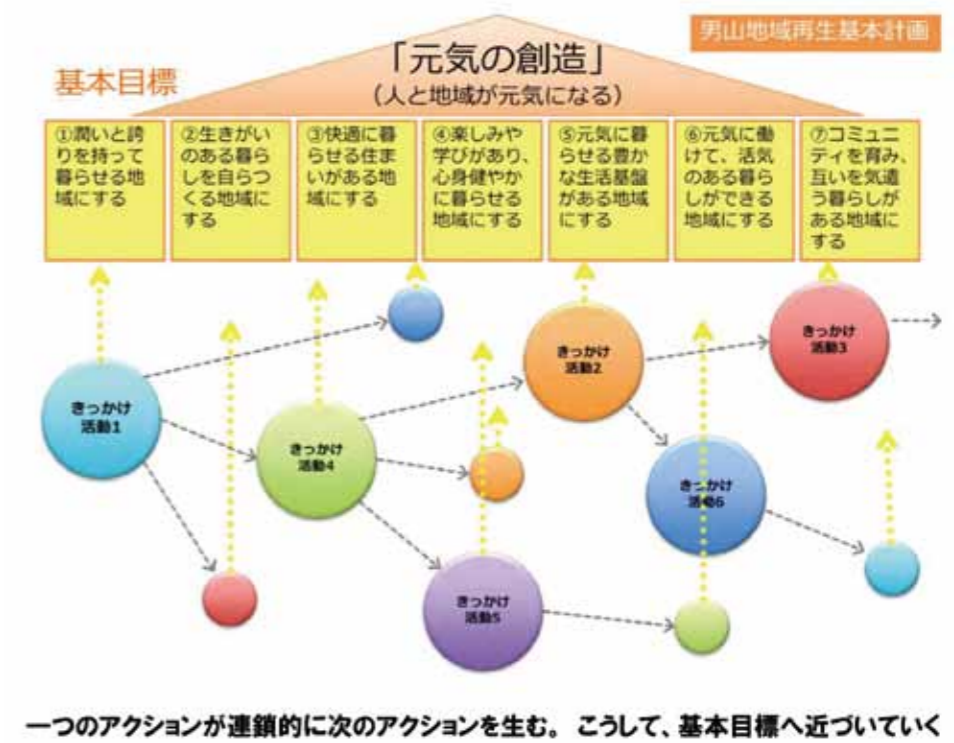 男山地域再生基本計画
「元気の創造」
(人と地域が元気になる)
基本目標
①潤いと誇
りを持って
暮らせる地
域にする
②生きがい
のある暮ら
しを自らつ
くる地域に
する
③快適に暮
らせる住ま
いがある地
域にする
④楽しみや
学びがあり、
心身健やか
に暮らせる
地域にする
⑤元気に暮
らせる豊か
な生活基盤
がある地域
にする
⑥元気に働
けて、活気
のある暮ら
しができる
地域にする
⑦コミュニ
ティを育み、
互いを気遣
う暮らしが
ある地域に
する
きっかけ
活動1
きっかけ
活動4
きっかけ
活動2
きっかけ
活動3
きっかけ
活動6
きっかけ
活動5
一つのアクションが連鎖的に次のアクションを生む。こうして、基本目標へ近づいていく